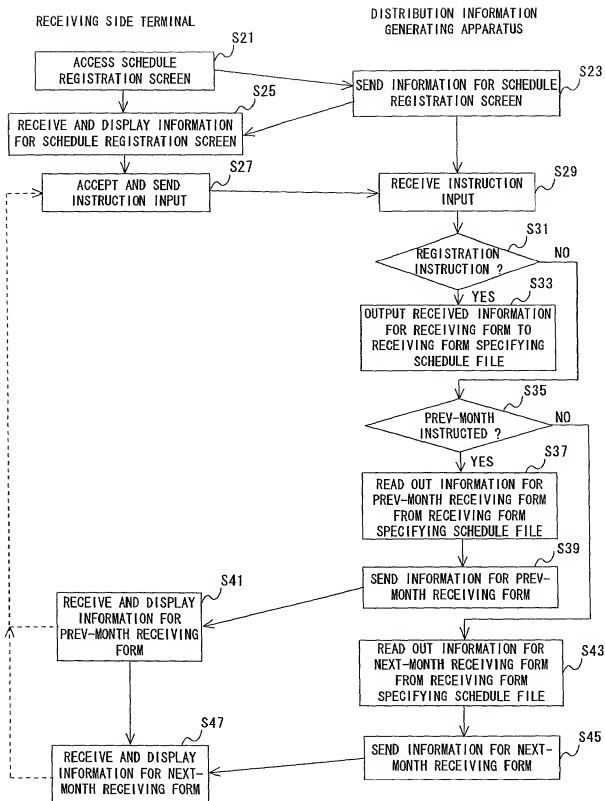 RECEIVING SIDE TERMINAL
DISTRIBUTION INFORMATION
GENERATING APPARATUS
S21
ACCESS SCHEDULE
REGISTRATION SCREEN
S23
SEND INFORMATION FOR SCHEDULE
REGISTRATION SCREEN
S25
RECEIVE AND DISPLAY INFORMATION
FOR SCHEDULE REGISTRATION SCREEN
S27
ACCEPT AND SEND
INSTRUCTION INPUT
S29
RECEIVE INSTRUCTION
INPUT
S31
REGISTRATION
INSTRUCTION ?
NO
YES
S33
OUTPUT RECEIVED INFORMATION
FOR RECEIVING FORM TO
RECEIVING FORM SPECIFYING
SCHEDULE FILE
S35
PREV-MONTH
INSTRUCTED ?
NO
YES
S37
READ OUT INFORMATION FOR
PREV-MONTH RECEIVING FORM
FROM RECEIVING FORM
SPECIFYING SCHEDULE FILE
S39
SEND INFORMATION FOR PREV-
MONTH RECEIVING FORM
S41
RECEIVE AND DISPLAY
INFORMATION FOR
PREV-MONTH RECEIVING
FORM
S43
READ OUT INFORMATION FOR
NEXT-MONTH RECEIVING FORM
FROM RECEIVING FORM
SPECIFYING SCHEDULE FILE
S45
SEND INFORMATION FOR NEXT-
MONTH RECEIVING FORM
S47
RECEIVE AND DISPLAY
INFORMATION FOR NEXT-
MONTH RECEIVING FORM